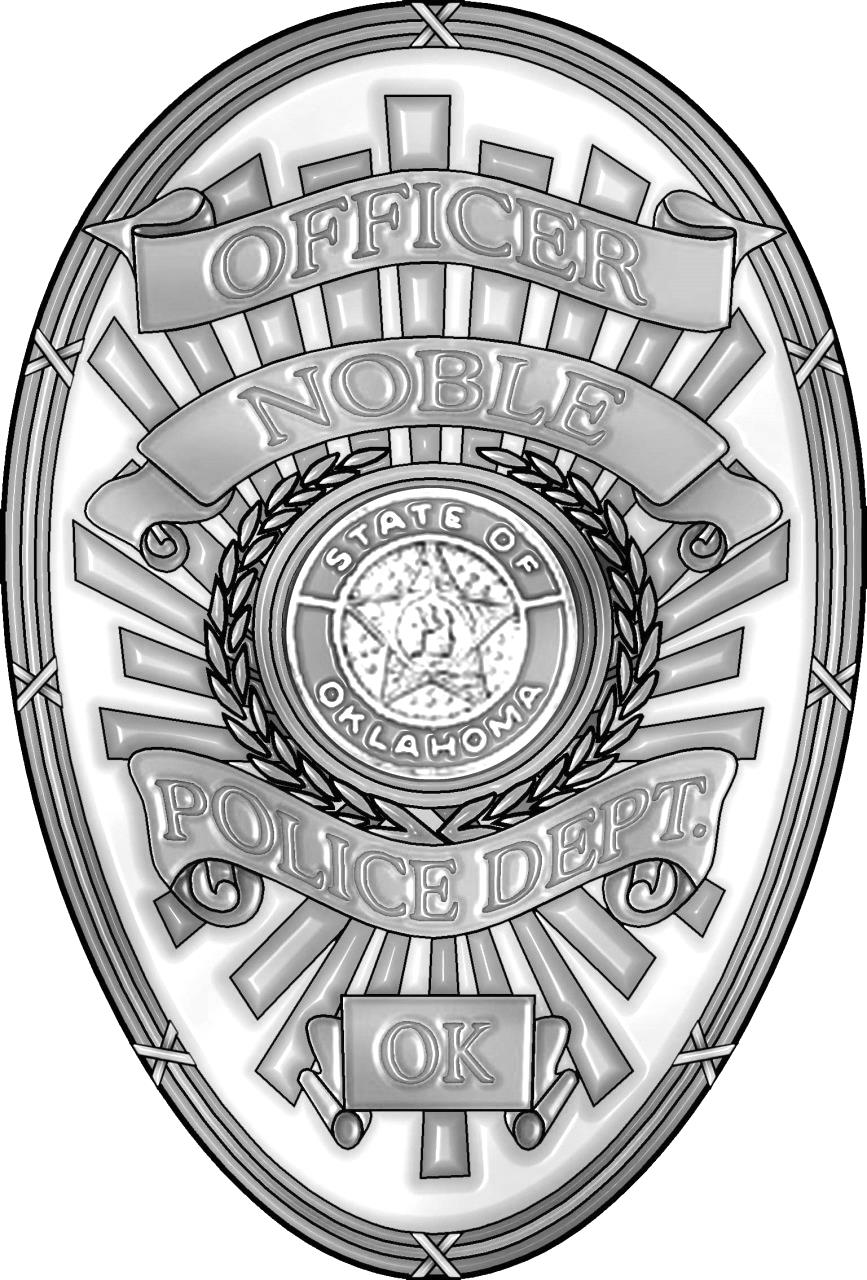 OFFICER
NOBLE
STATE OF
OKLAHOMA
POLICE DEPT.
OK